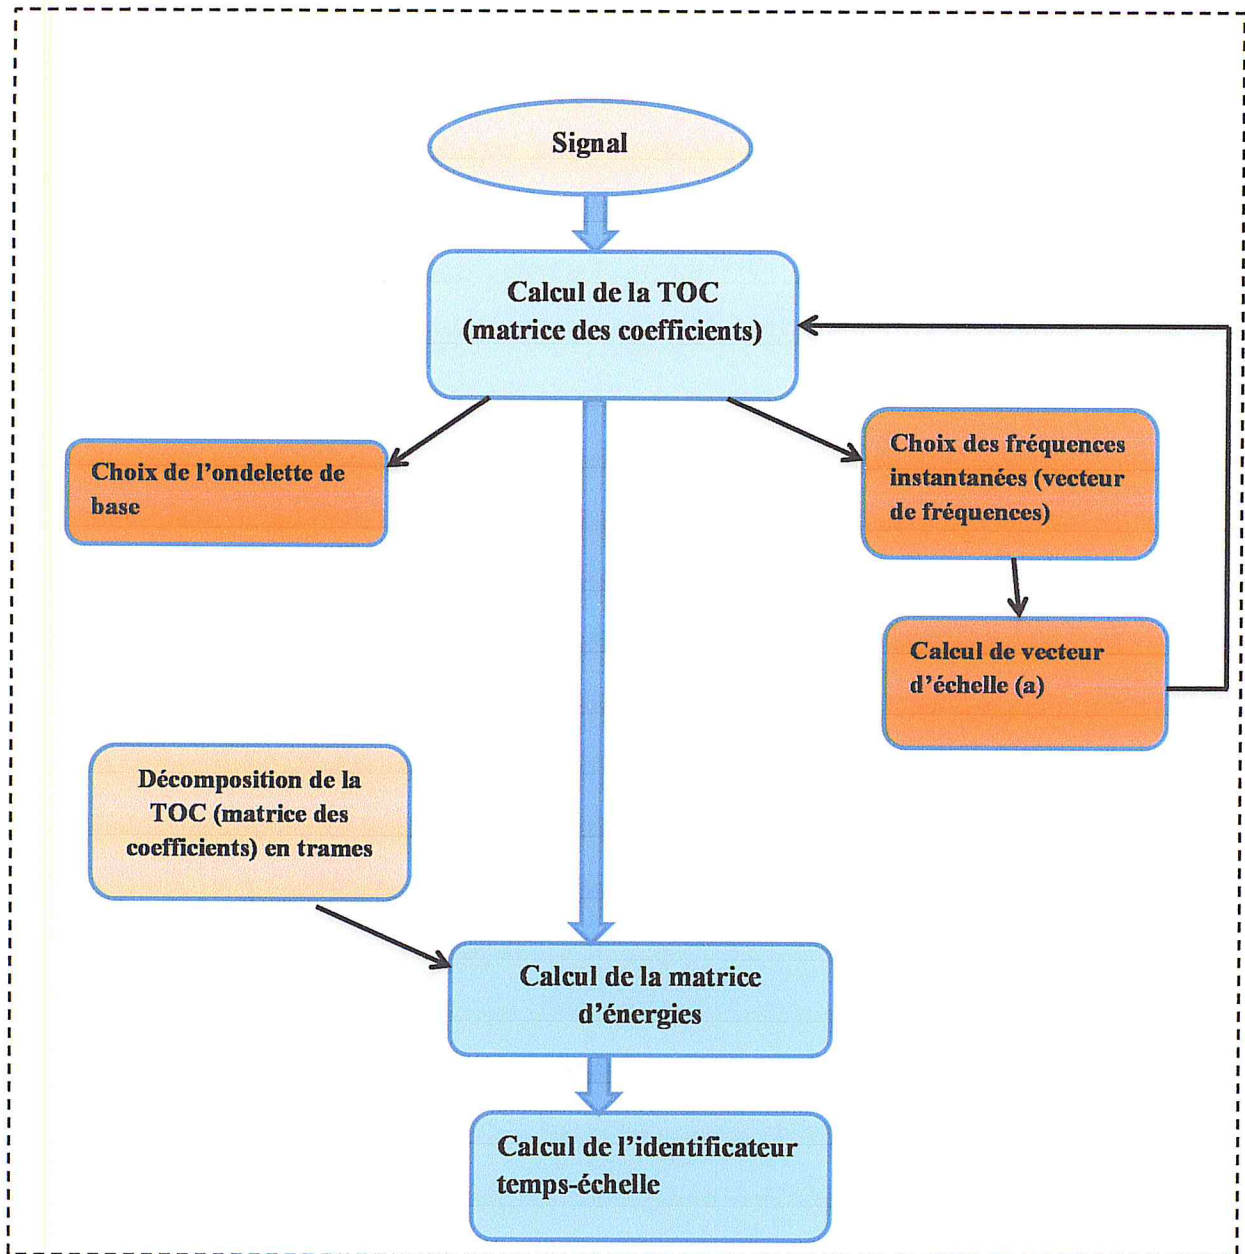 Signal
Calcul de la TOC
(matrice des coefficients)
Choix de l’ondelette de
base
Choix des fréquences
instantanées (vecteur
de fréquences)
Calcul de vecteur
d’échelle (a)
Décomposition de la
TOC (matrice des
coefficients) en trames
Calcul de la matrice
d’énergies
Calcul de l’identificateur
temps-échelle